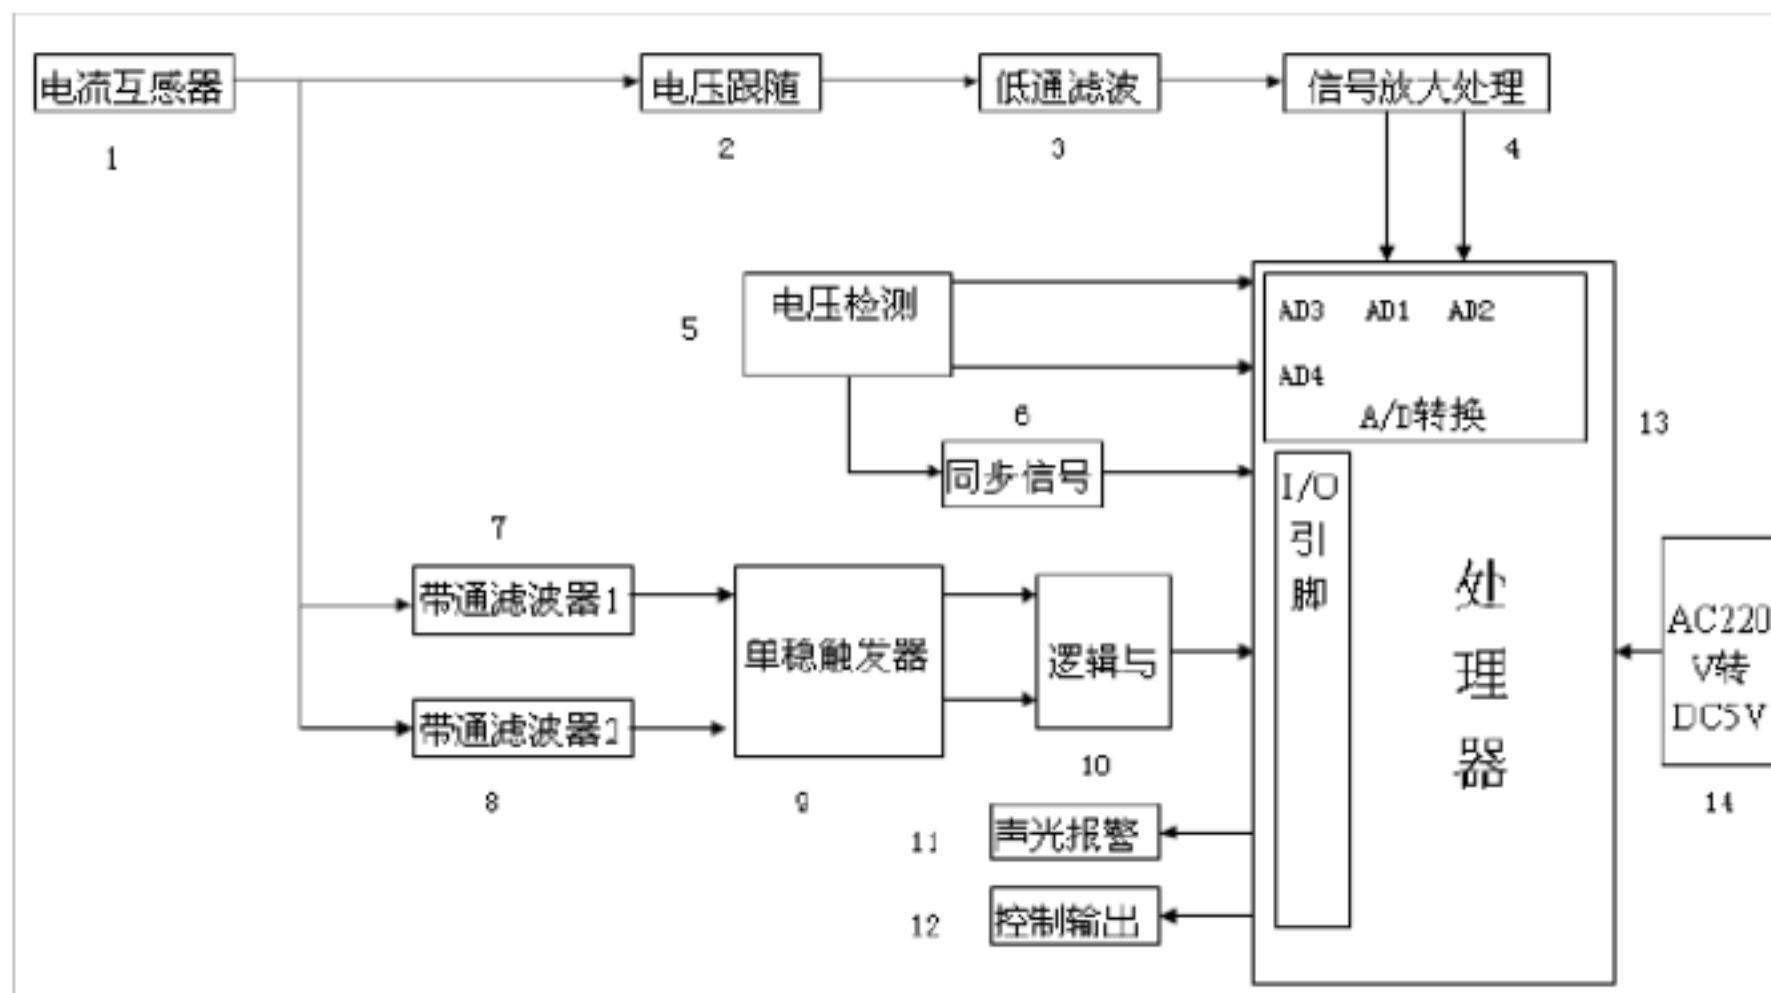 电流互感器
电压跟随
低通滤波
信号放大处理
1
2
3
4
电压检测
5
AD3 AD1 AD2
AD4
A/D转换
13
6
同步信号
I/O
引
脚
处
理
器
7
带通滤波器1
单稳触发器
逻辑与
带通滤波器2
8
9
10
AC220
V转
DC5V
14
11
声光报警
12
控制输出